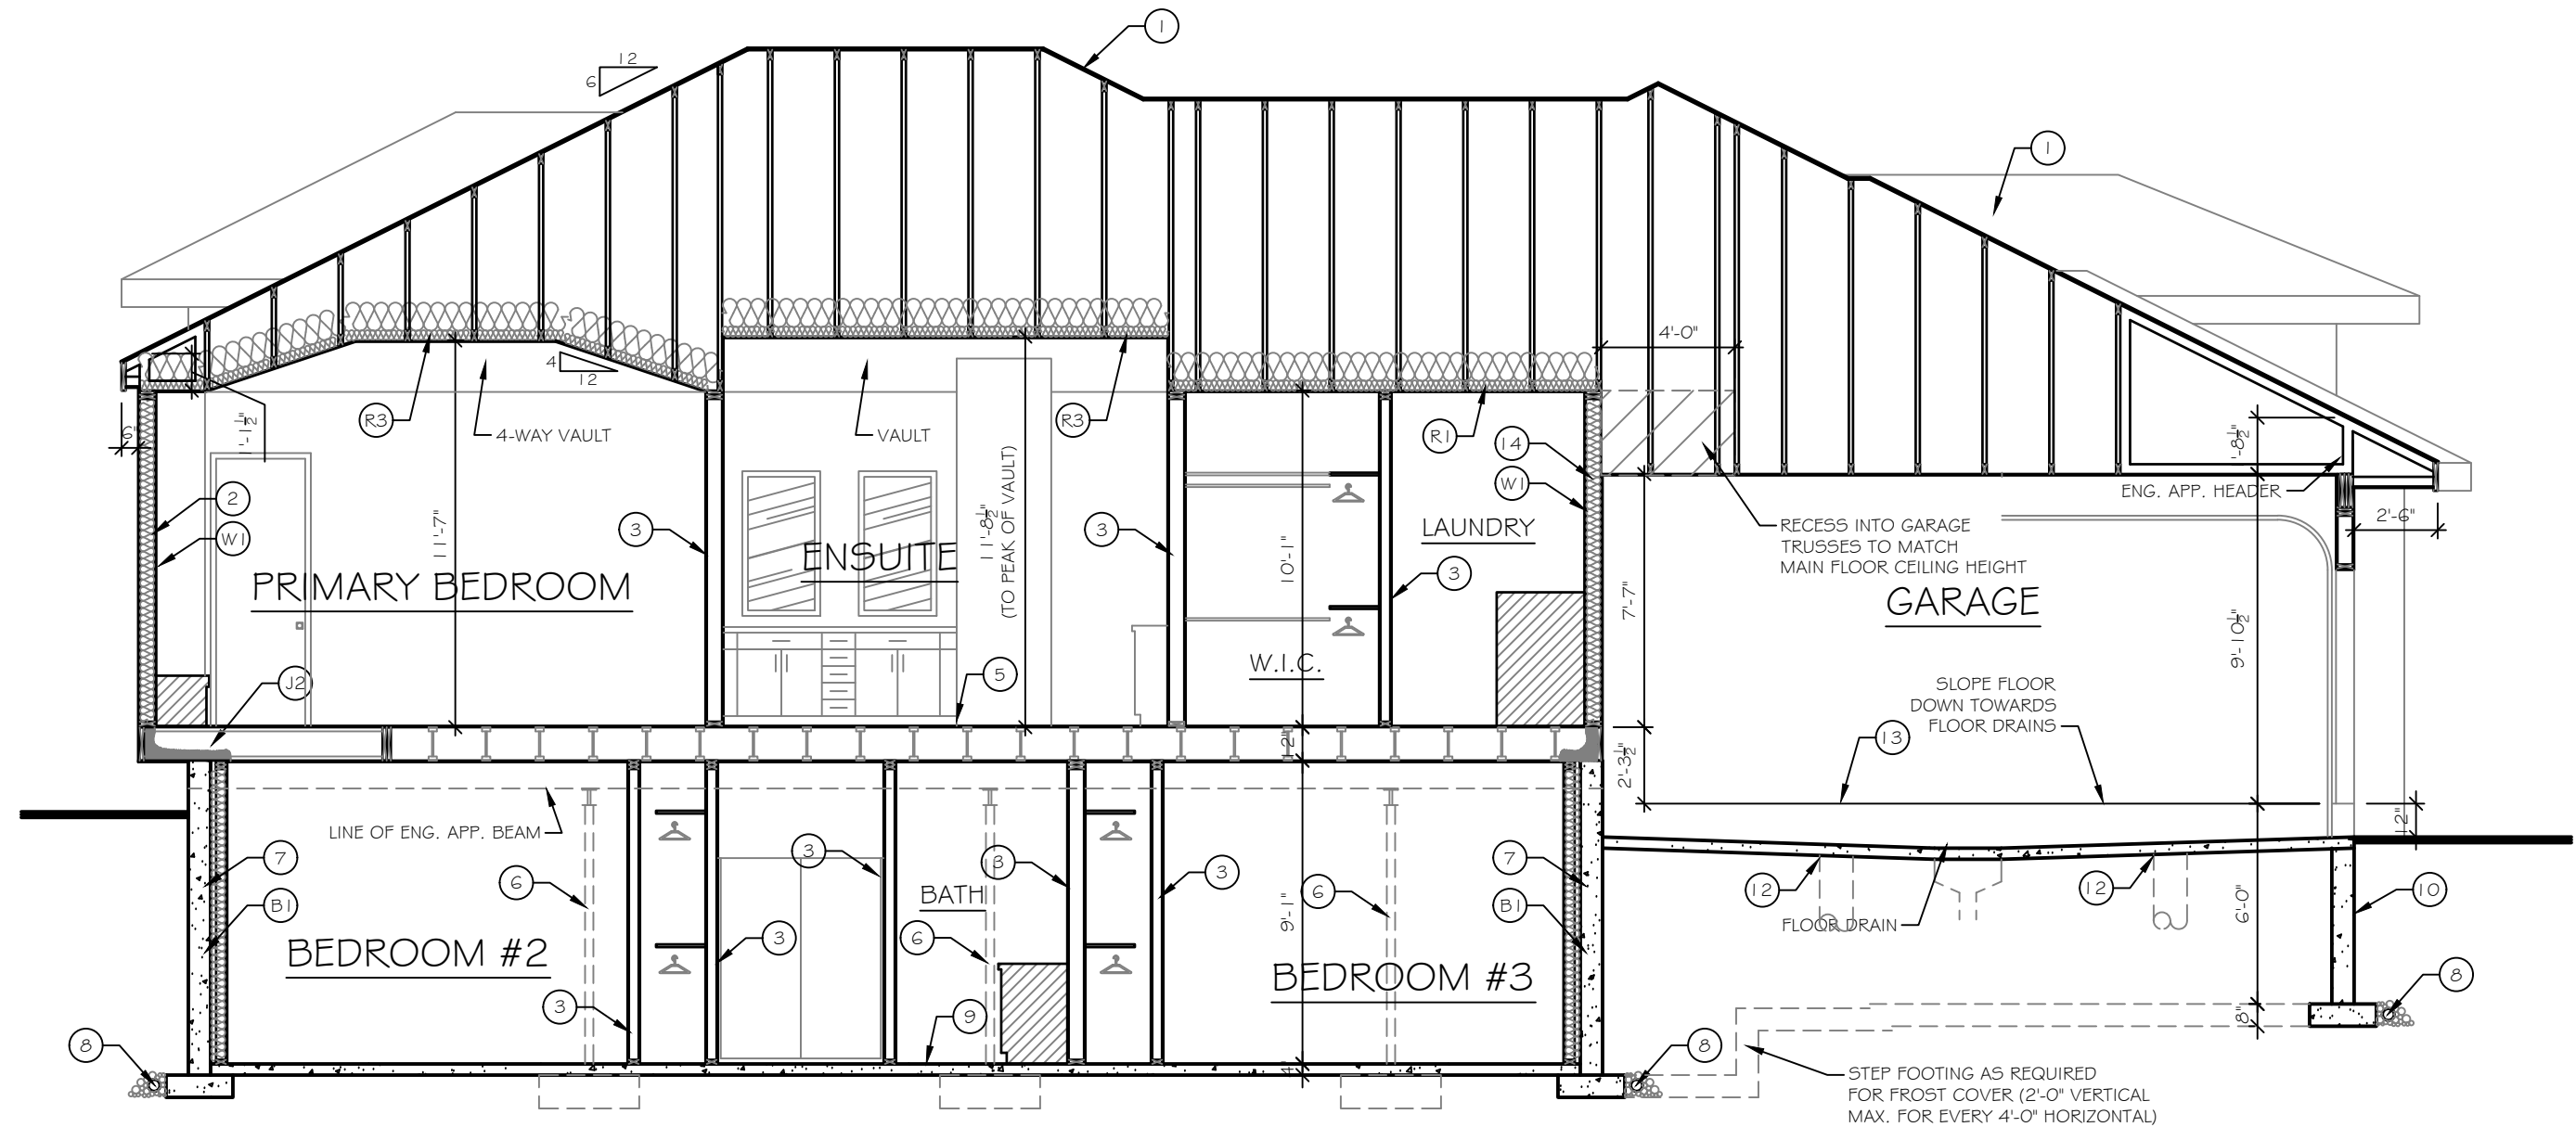 1
12
6
1
4'-0"
4
12
R3
4-WAY VAULT
R3
VAULT
R1
14
W1
6"
1'-1½"
2
W1
11'-7"
3
11'-8½"
(TO PEAK OF VAULT)
3
10'-1"
LAUNDRY
3
7'-7"
ENSUITE
PRIMARY BEDROOM
W.I.C.
J2
5
ENG. APP. HEADER
2'-6"
RECESS INTO GARAGE
TRUSSES TO MATCH
MAIN FLOOR CEILING HEIGHT
GARAGE
9'-10½"
SLOPE FLOOR
DOWN TOWARDS
FLOOR DRAINS
13
12"
2'-3½"
12"
LINE OF ENG. APP. BEAM
7
6
3
3
3
7
6
B1
BATH
B1
12
12
10
FLOOR DRAIN
6'-0"
BEDROOM #2
3
6
9'-1"
BEDROOM #3
3
9
8
8
8
8"
4"
STEP FOOTING AS REQUIRED
FOR FROST COVER (2'-0" VERTICAL
MAX. FOR EVERY 4'-0" HORIZONTAL)